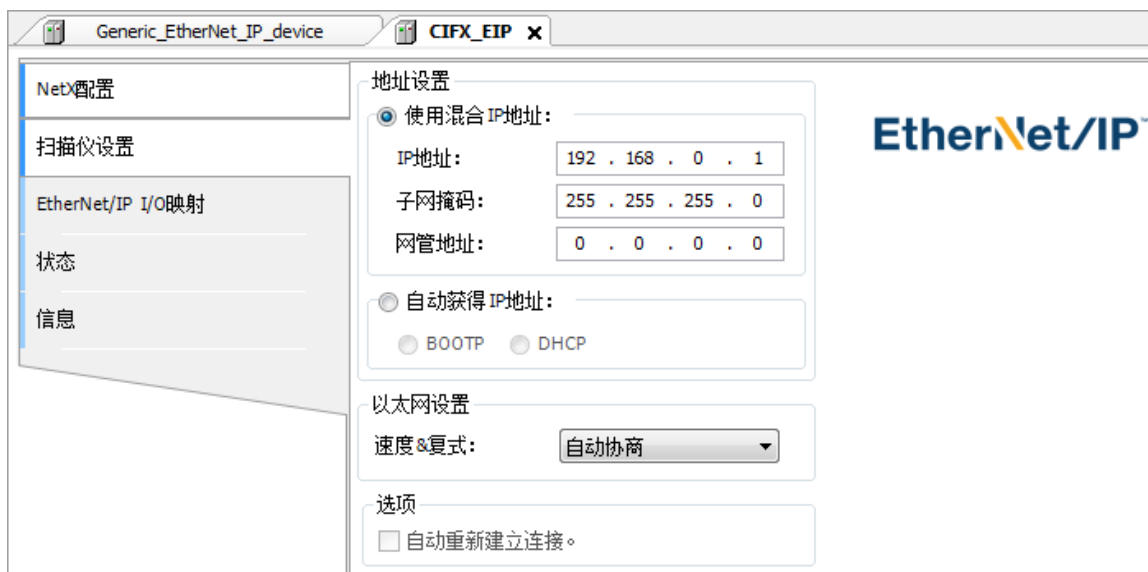 Generic_EtherNet_IP_device
CIFX_EIP
NetX配置
扫描仪设置
EtherNet/IP I/O映射
状态
信息
地址设置
使用混合IP地址:
IP地址: 192 . 168 . 0 . 1
子网掩码: 255 . 255 . 255 . 0
网管地址: 0 . 0 . 0 . 0
自动获得IP地址:
BOOTP DHCP
以太网设置
速度&复式: 自动协商
选项
自动重新建立连接。
EtherNet/IP™